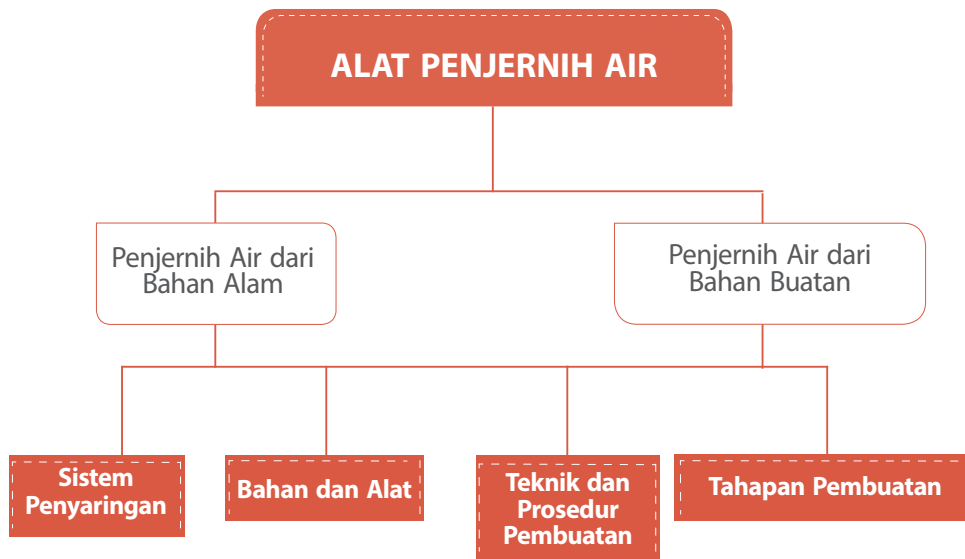 ALAT PENJERNIH AIR
Penjernih Air dari
Bahan Alam
Penjernih Air dari
Bahan Buatan
Sistem
Penyaringan
Bahan dan Alat
Teknik dan
Prosedur
Pembuatan
Tahapan Pembuatan